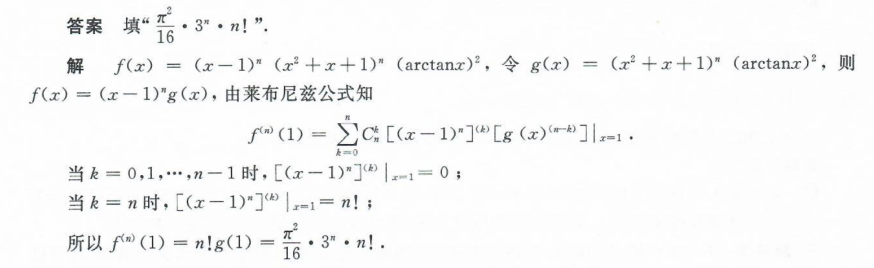 答案 填“$\frac{\pi^2}{16} \cdot 3^n \cdot n!$”.
解 $f(x) = (x-1)^n (x^2+x+1)^n (\arctan x)^2$, 令 $g(x) = (x^2+x+1)^n (\arctan x)^2$, 则
$f(x) = (x-1)^n g(x)$, 由莱布尼兹公式知
$f^{(n)}(1) = \sum_{k=0}^{n} C_n^k [(x-1)^n]^{(k)} [g(x)^{(n-k)}] |_{x=1}$.
当 $k = 0,1,\cdots,n-1$ 时, $[(x-1)^n]^{(k)} |_{x=1} = 0$;
当 $k = n$ 时, $[(x-1)^n]^{(k)} |_{x=1} = n!$;
所以 $f^{(n)}(1) = n!g(1) = \frac{\pi^2}{16} \cdot 3^n \cdot n!$.